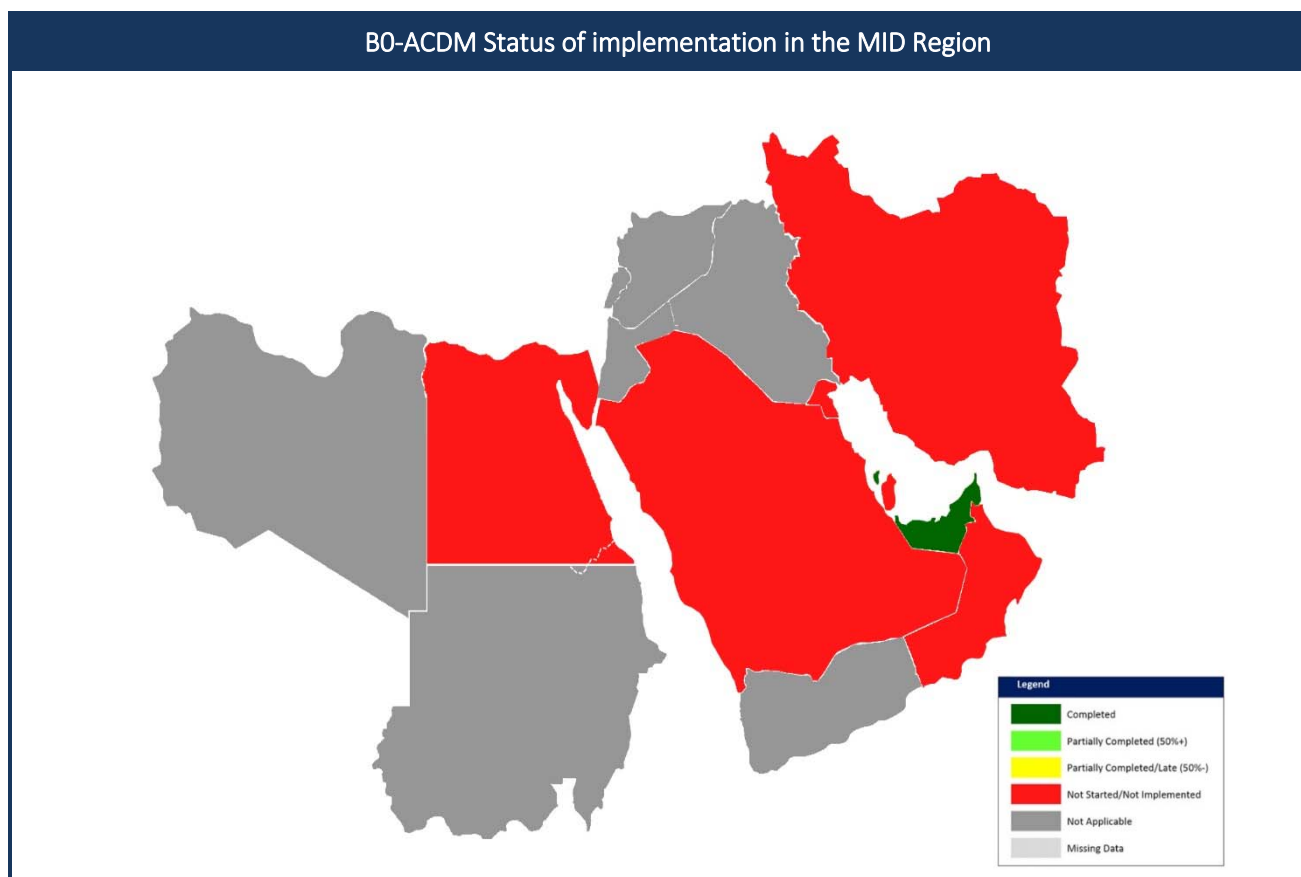 B0-ACDM Status of implementation in the MID Region
Legend
Completed
Partially Completed (50%+)
Partially Completed/Late (50%-)
Not Started/Not Implemented
Not Applicable
Missing Data